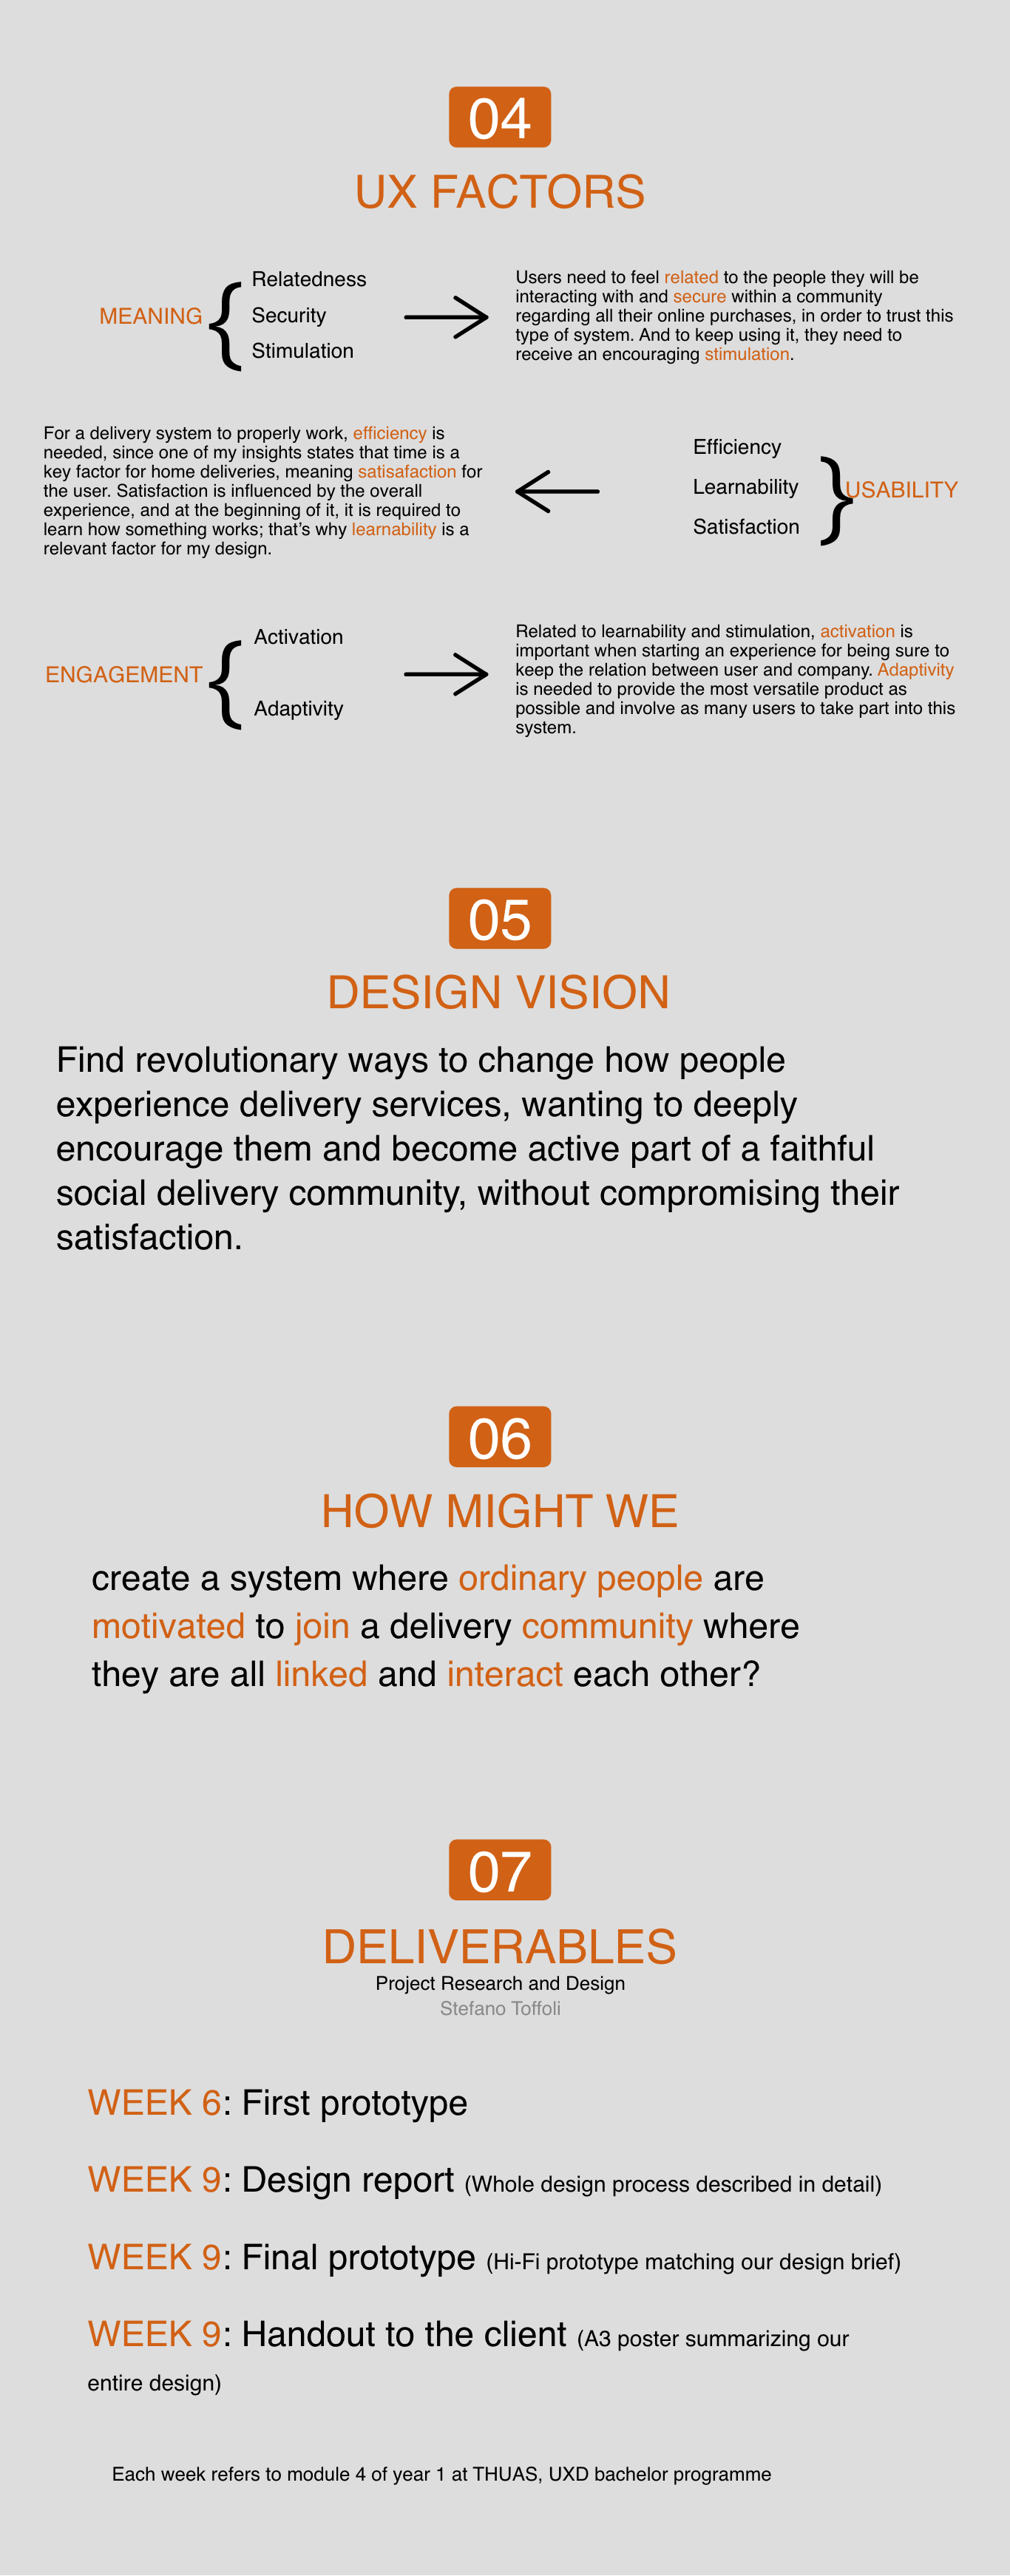 04
UX FACTORS
MEANING
Relatedness
Security
Stimulation
Users need to feel related to the people they will be
interacting with and secure within a community
regarding all their online purchases, in order to trust this
type of system. And to keep using it, they need to
receive an encouraging stimulation.
For a delivery system to properly work, efficiency is
needed, since one of my insights states that time is a
key factor for home deliveries, meaning satisafaction for
the user. Satisfaction is influenced by the overall
experience, and at the beginning of it, it is required to
learn how something works; that’s why learnability is a
relevant factor for my design.
Efficiency
Learnability
Satisfaction
USABILITY
ENGAGEMENT
Activation
Adaptivity
Related to learnability and stimulation, activation is
important when starting an experience for being sure to
keep the relation between user and company. Adaptivity
is needed to provide the most versatile product as
possible and involve as many users to take part into this
system.
05
DESIGN VISION
Find revolutionary ways to change how people
experience delivery services, wanting to deeply
encourage them and become active part of a faithful
social delivery community, without compromising their
satisfaction.
06
HOW MIGHT WE
create a system where ordinary people are
motivated to join a delivery community where
they are all linked and interact each other?
07
DELIVERABLES
Project Research and Design
Stefano Toffoli
WEEK 6: First prototype
WEEK 9: Design report (Whole design process described in detail)
WEEK 9: Final prototype (Hi-Fi prototype matching our design brief)
WEEK 9: Handout to the client (A3 poster summarizing our
entire design)
Each week refers to module 4 of year 1 at THUAS, UXD bachelor programme